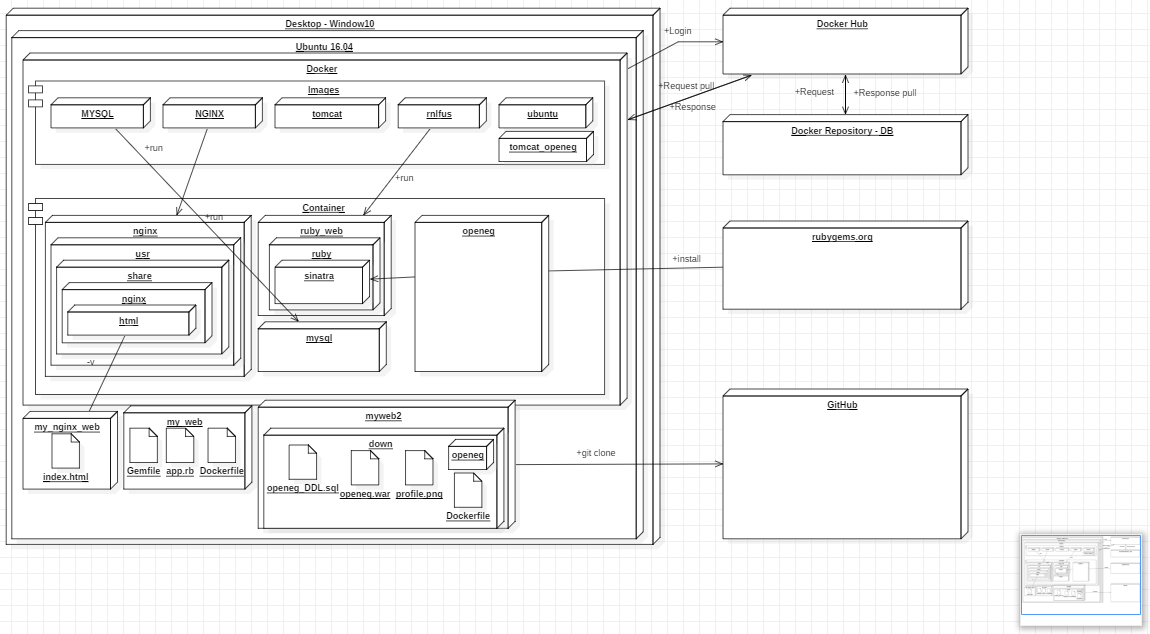 Desktop - Window10
Ubuntu 16.04
Docker
Images
MYSQL
NGINX
tomcat
rnlfus
ubuntu
tomcat_openeg
+run
+run
+run
Container
nginx
usr
share
nginx
html
-v
ruby_web
ruby
sinatra
mysql
openeg
my_nginx_web
index.html
my_web
Gemfile
app.rb
Dockerfile
myweb2
down
openeg_DDL.sql
openeg.war
profile.png
openeg
Dockerfile
+Login
+Request pull
+Response
Docker Hub
+Request
+Response pull
Docker Repository - DB
rubygems.org
+install
GitHub
+git clone